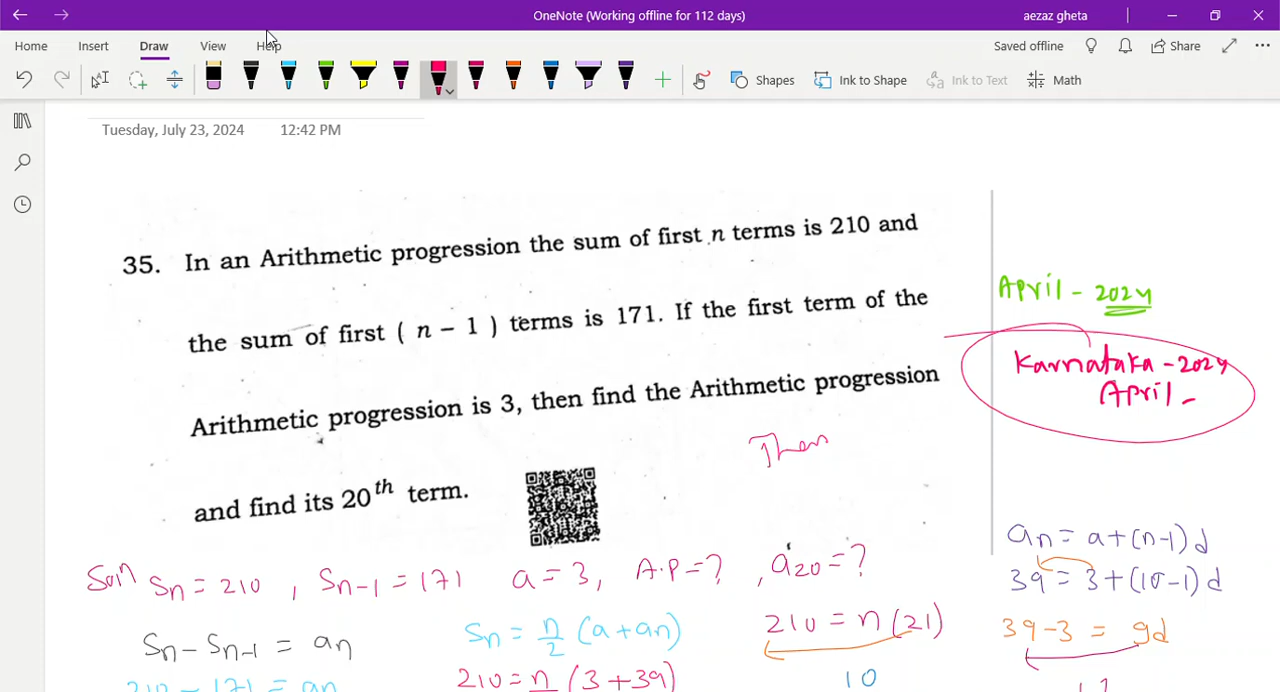 OneNote (Working offline for 112 days)
aezaz gheta
Home Insert Draw View Help
Saved offline
Share
Shapes
Ink to Shape
Ink to Text
Math
Tuesday, July 23, 2024 12:42 PM
35. In an Arithmetic progression the sum of first n terms is 210 and
the sum of first ( n − 1 ) terms is 171. If the first term of the
Arithmetic progression is 3, then find the Arithmetic progression
and find its 20th term.
April - 2024
Karnataka - 2024
April -
Then
Soln Sn = 210 , Sn-1 = 171 a = 3, A.P = ? , a20 = ?
Sn - Sn-1 = an
210 - 171 = an
Sn = n/2 (a + an)
210 = n (3 + 39)
210 = n (21)
10
an = a + (n-1) d
39 = 3 + (10-1) d
39 - 3 = 9d